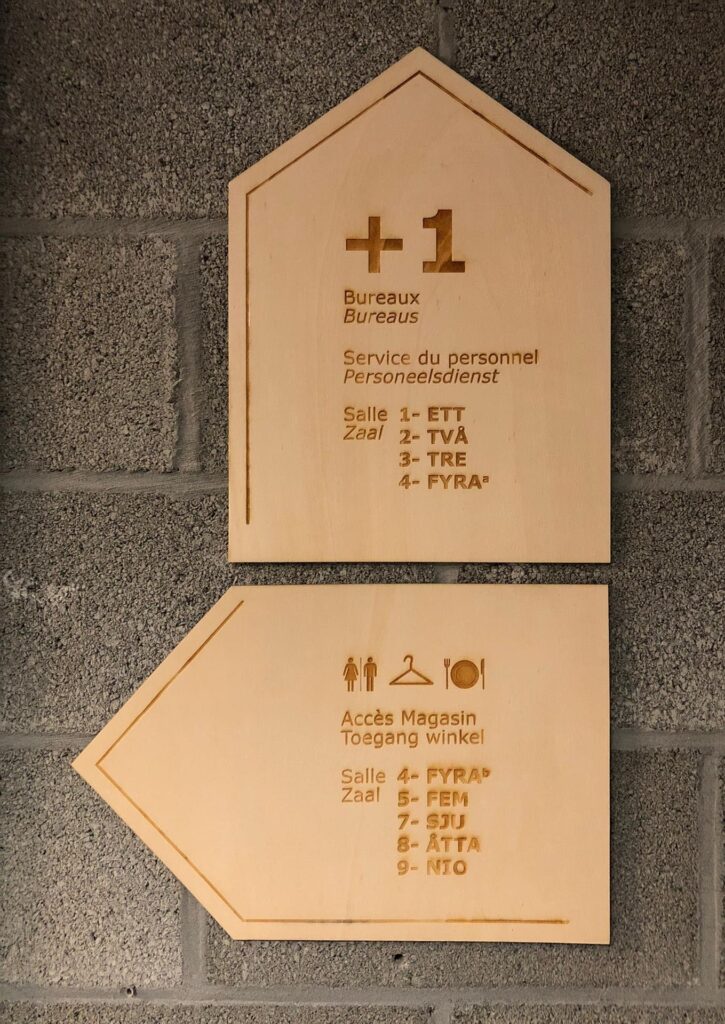 +1
Bureaux
Bureaus
Service du personnel
Personeelsdienst
Salle 1- ETT
Zaal 2- TVÅ
3- TRE
4- FYRAª
Accès Magasin
Toegang winkel
Salle 4- FYRAᵇ
Zaal 5- FEM
7- SJU
8- ÅTTA
9- NIO